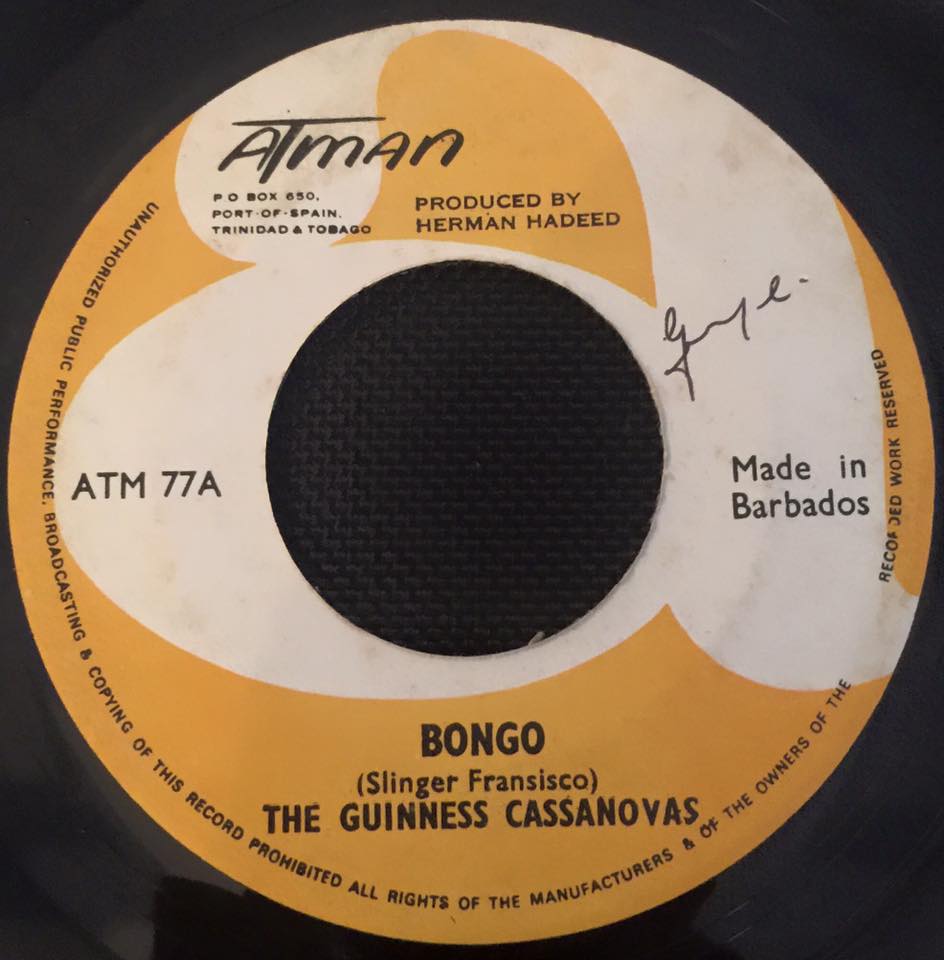 ATMAN
P O BOX 650,
PORT-OF-SPAIN.
TRINIDAD & TOBAGO
PRODUCED BY
HERMAN HADEED
ATM 77A
Made in
Barbados
BONGO
(Slinger Fransisco)
THE GUINNESS CASSANOVAS
UNAUTHORIZED PUBLIC PERFORMANCE, BROADCASTING & COPYING OF THIS RECORD PROHIBITED ALL RIGHTS OF THE MANUFACTURERS & OF THE OWNERS OF THE RECORDED WORK RESERVED